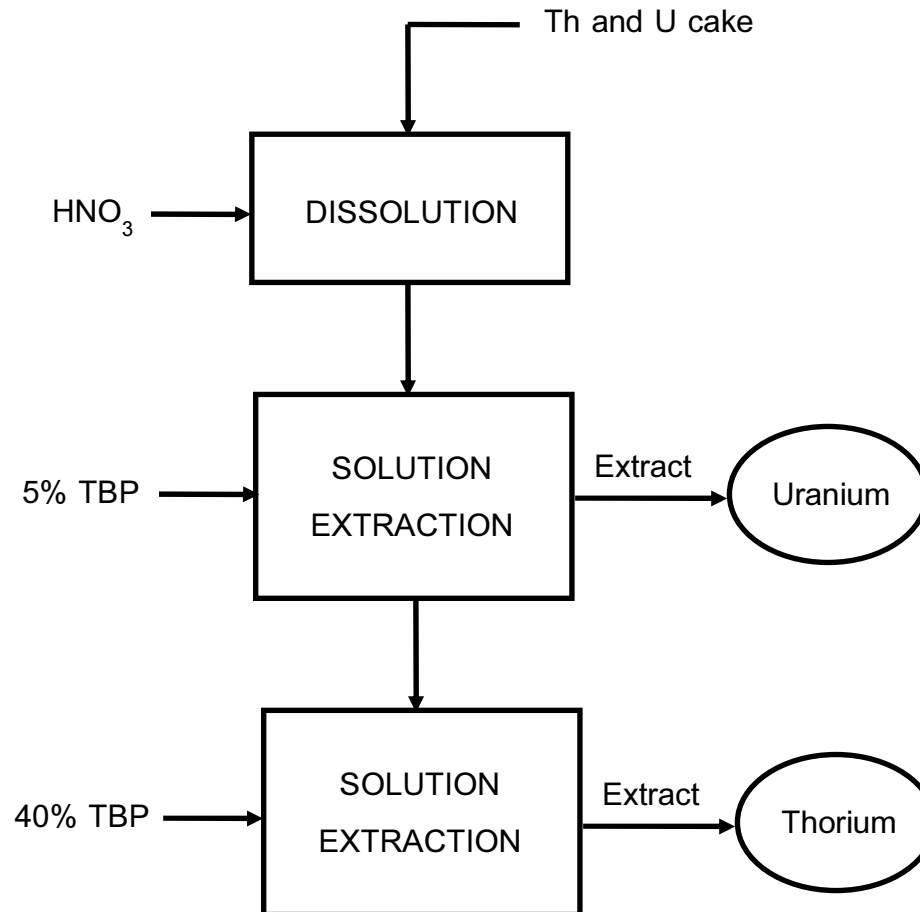 Th and U cake
HNO₃
DISSOLUTION
5% TBP
SOLUTION
EXTRACTION
Extract
Uranium
40% TBP
SOLUTION
EXTRACTION
Extract
Thorium